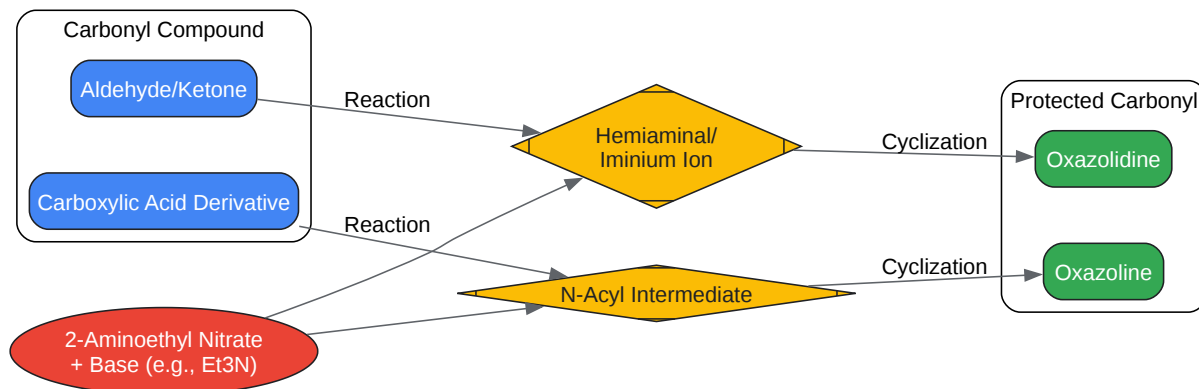 Carbonyl Compound
Aldehyde/Ketone
Carboxylic Acid Derivative
2-Aminoethyl Nitrate
+ Base (e.g., Et3N)
Reaction
Reaction
Hemiaminal/
Iminium Ion
N-Acyl Intermediate
Cyclization
Cyclization
Protected Carbonyl
Oxazolidine
Oxazoline